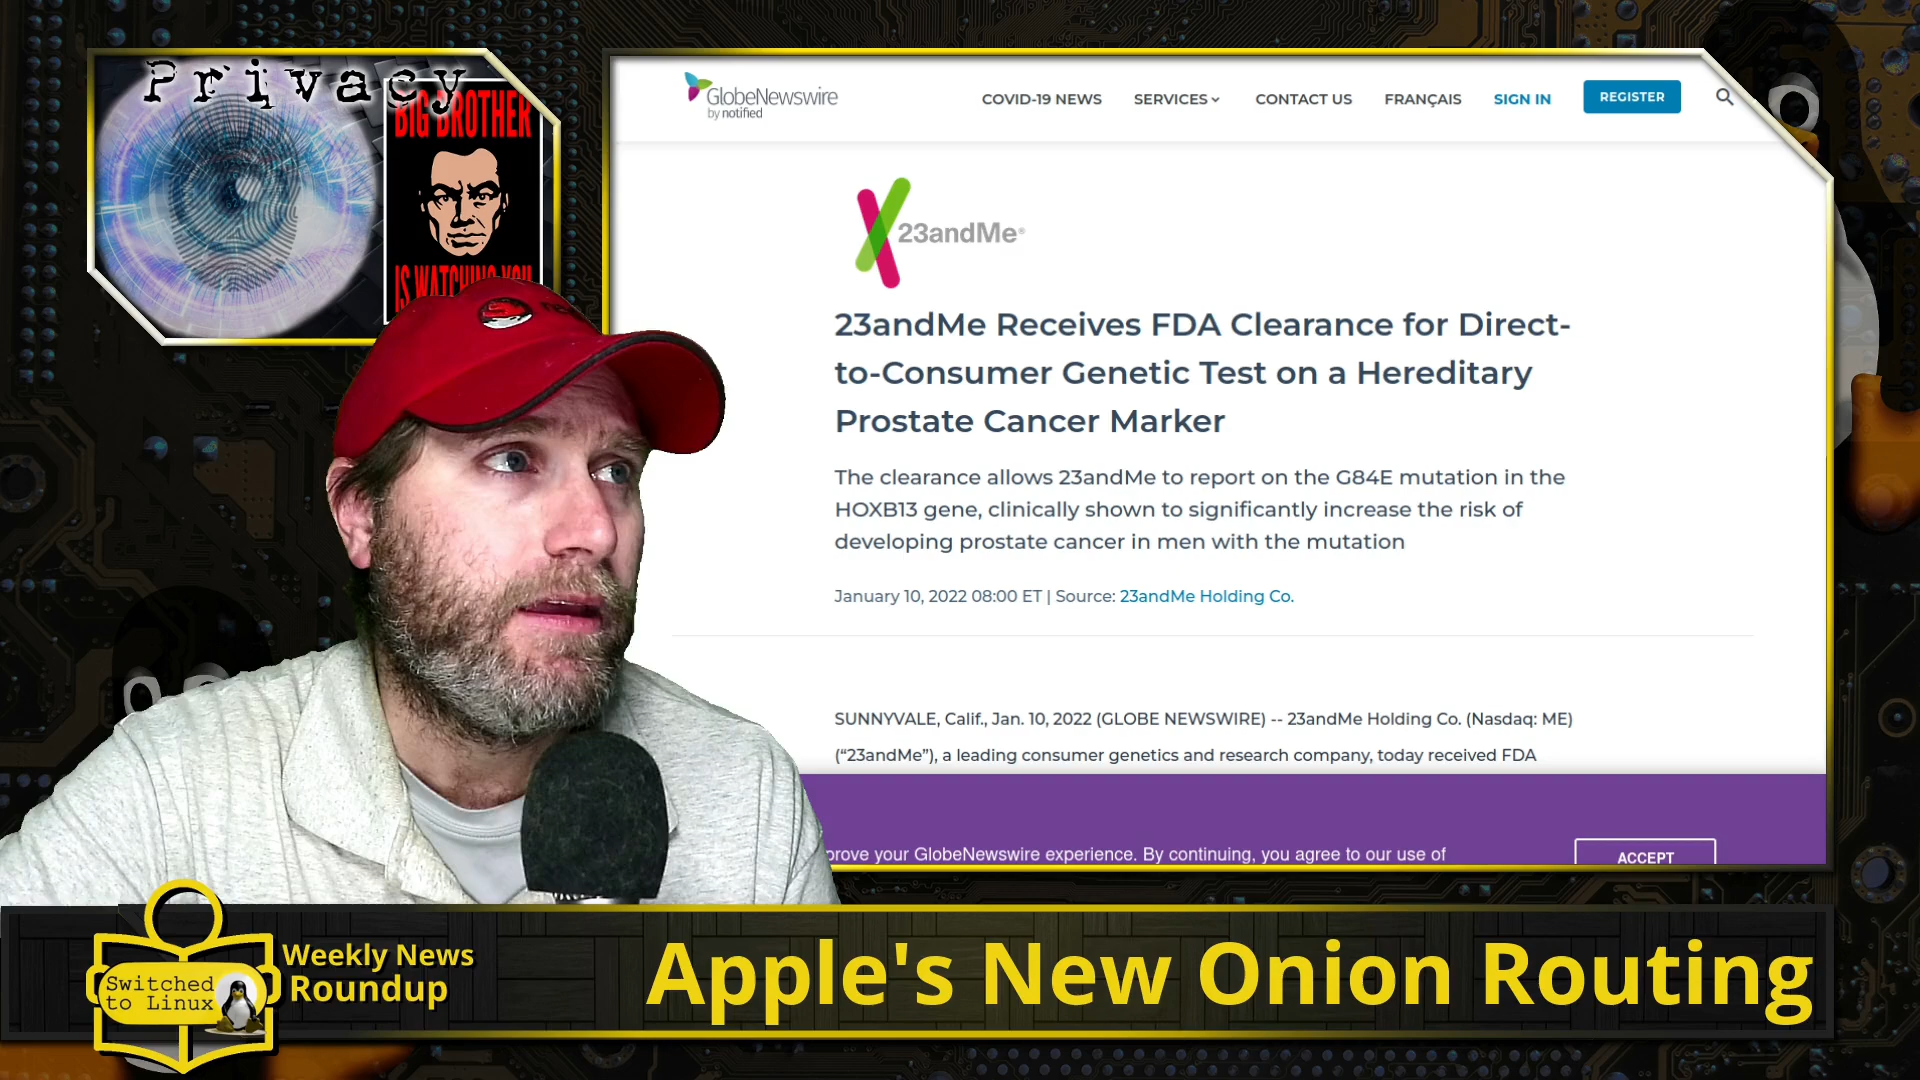 Privacy
BIG BROTHER
IS WATCHING YOU
GlobeNewswire
by notified
COVID-19 NEWS
SERVICES
CONTACT US
FRANÇAIS
SIGN IN
REGISTER
23andMe®
23andMe Receives FDA Clearance for Direct-
to-Consumer Genetic Test on a Hereditary
Prostate Cancer Marker
The clearance allows 23andMe to report on the G84E mutation in the
HOXB13 gene, clinically shown to significantly increase the risk of
developing prostate cancer in men with the mutation
January 10, 2022 08:00 ET | Source: 23andMe Holding Co.
SUNNYVALE, Calif., Jan. 10, 2022 (GLOBE NEWSWIRE) -- 23andMe Holding Co. (Nasdaq: ME)
(“23andMe”), a leading consumer genetics and research company, today received FDA
your GlobeNewswire experience. By continuing, you agree to our use of
ACCEPT
Switched
to Linux
Weekly News
Roundup
Apple's New Onion Routing